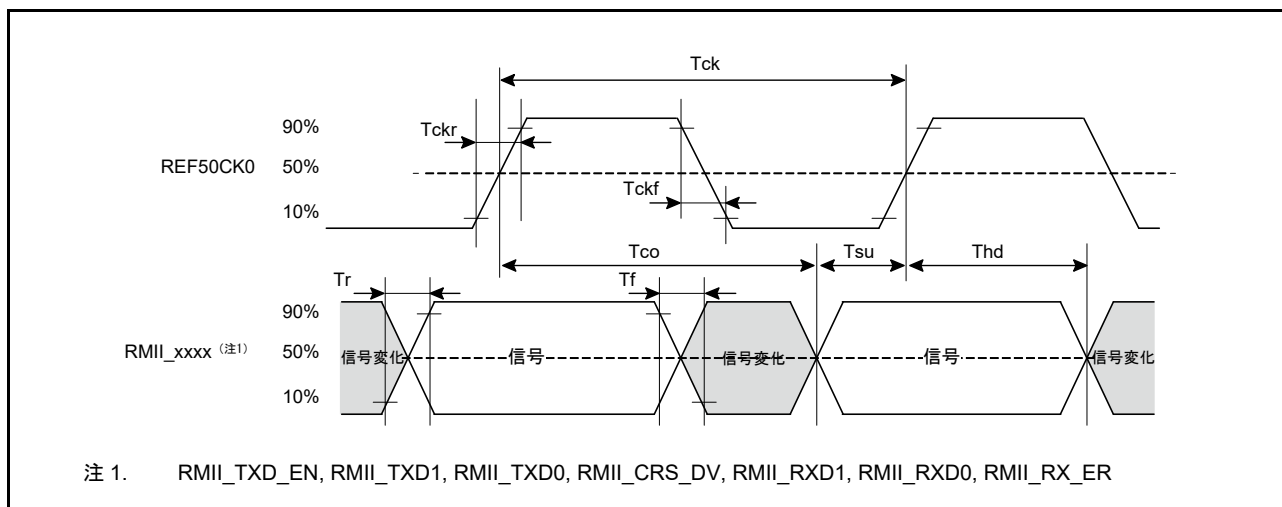 Tck
Tckr
90%
REF50CK0
50%
Tckf
10%
Tco
Tsu
Thd
Tr
Tf
90%
RMII_xxxx (注1)
50%
信号変化
信号
信号変化
信号
信号変化
10%
注 1. RMII_TXD_EN, RMII_TXD1, RMII_TXD0, RMII_CRS_DV, RMII_RXD1, RMII_RXD0, RMII_RX_ER